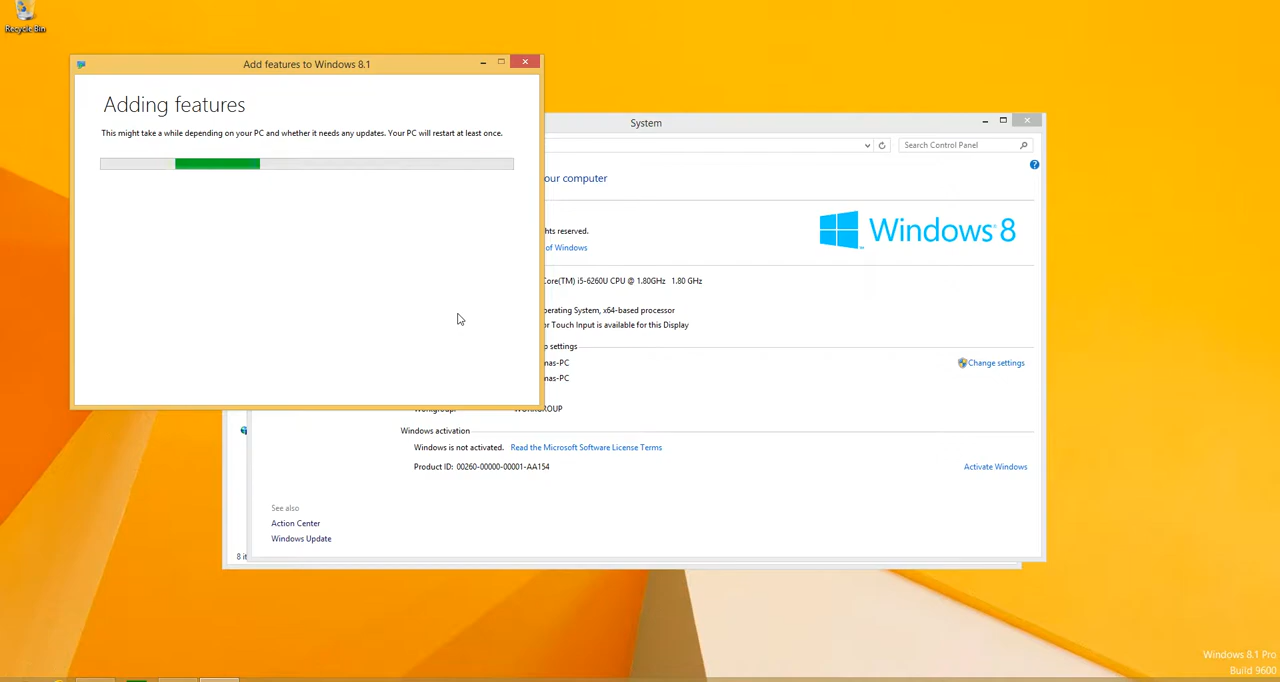 Recycle Bin
Add features to Windows 8.1
Adding features
This might take a while depending on your PC and whether it needs any updates. Your PC will restart at least once.
System
Search Control Panel
our computer
hts reserved.
of Windows
Windows 8
Core(TM) i5-6260U CPU @ 1.80GHz 1.80 GHz
perating System, x64-based processor
or Touch Input is available for this Display
settings
mas-PC
Change settings
mas-PC
Windows activation
Windows is not activated. Read the Microsoft Software License Terms
Product ID: 00260-00000-00001-AA154
Activate Windows
See also
Action Center
Windows Update
Windows 8.1 Pro
Build 9600